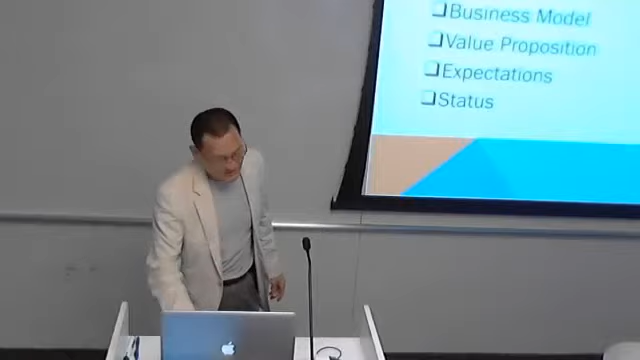 Business Model
Value Proposition
Expectations
Status